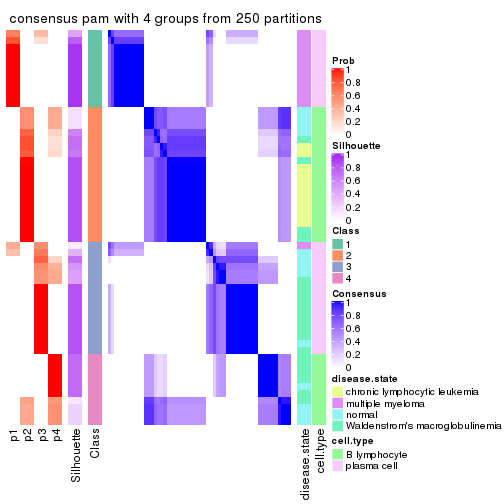 consensus pam with 4 groups from 250 partitions
p1
p2
p3
p4
Silhouette
Class
disease.state
cell.type
Prob
1
0.8
0.6
0.4
0.2
0
Silhouette
1
0.8
0.6
0.4
0.2
0
Class
1
2
3
4
Consensus
1
0.8
0.6
0.4
0.2
0
disease.state
chronic lymphocytic leukemia
multiple myeloma
normal
Waldenstrom's macroglobulinemia
cell.type
B lymphocyte
plasma cell